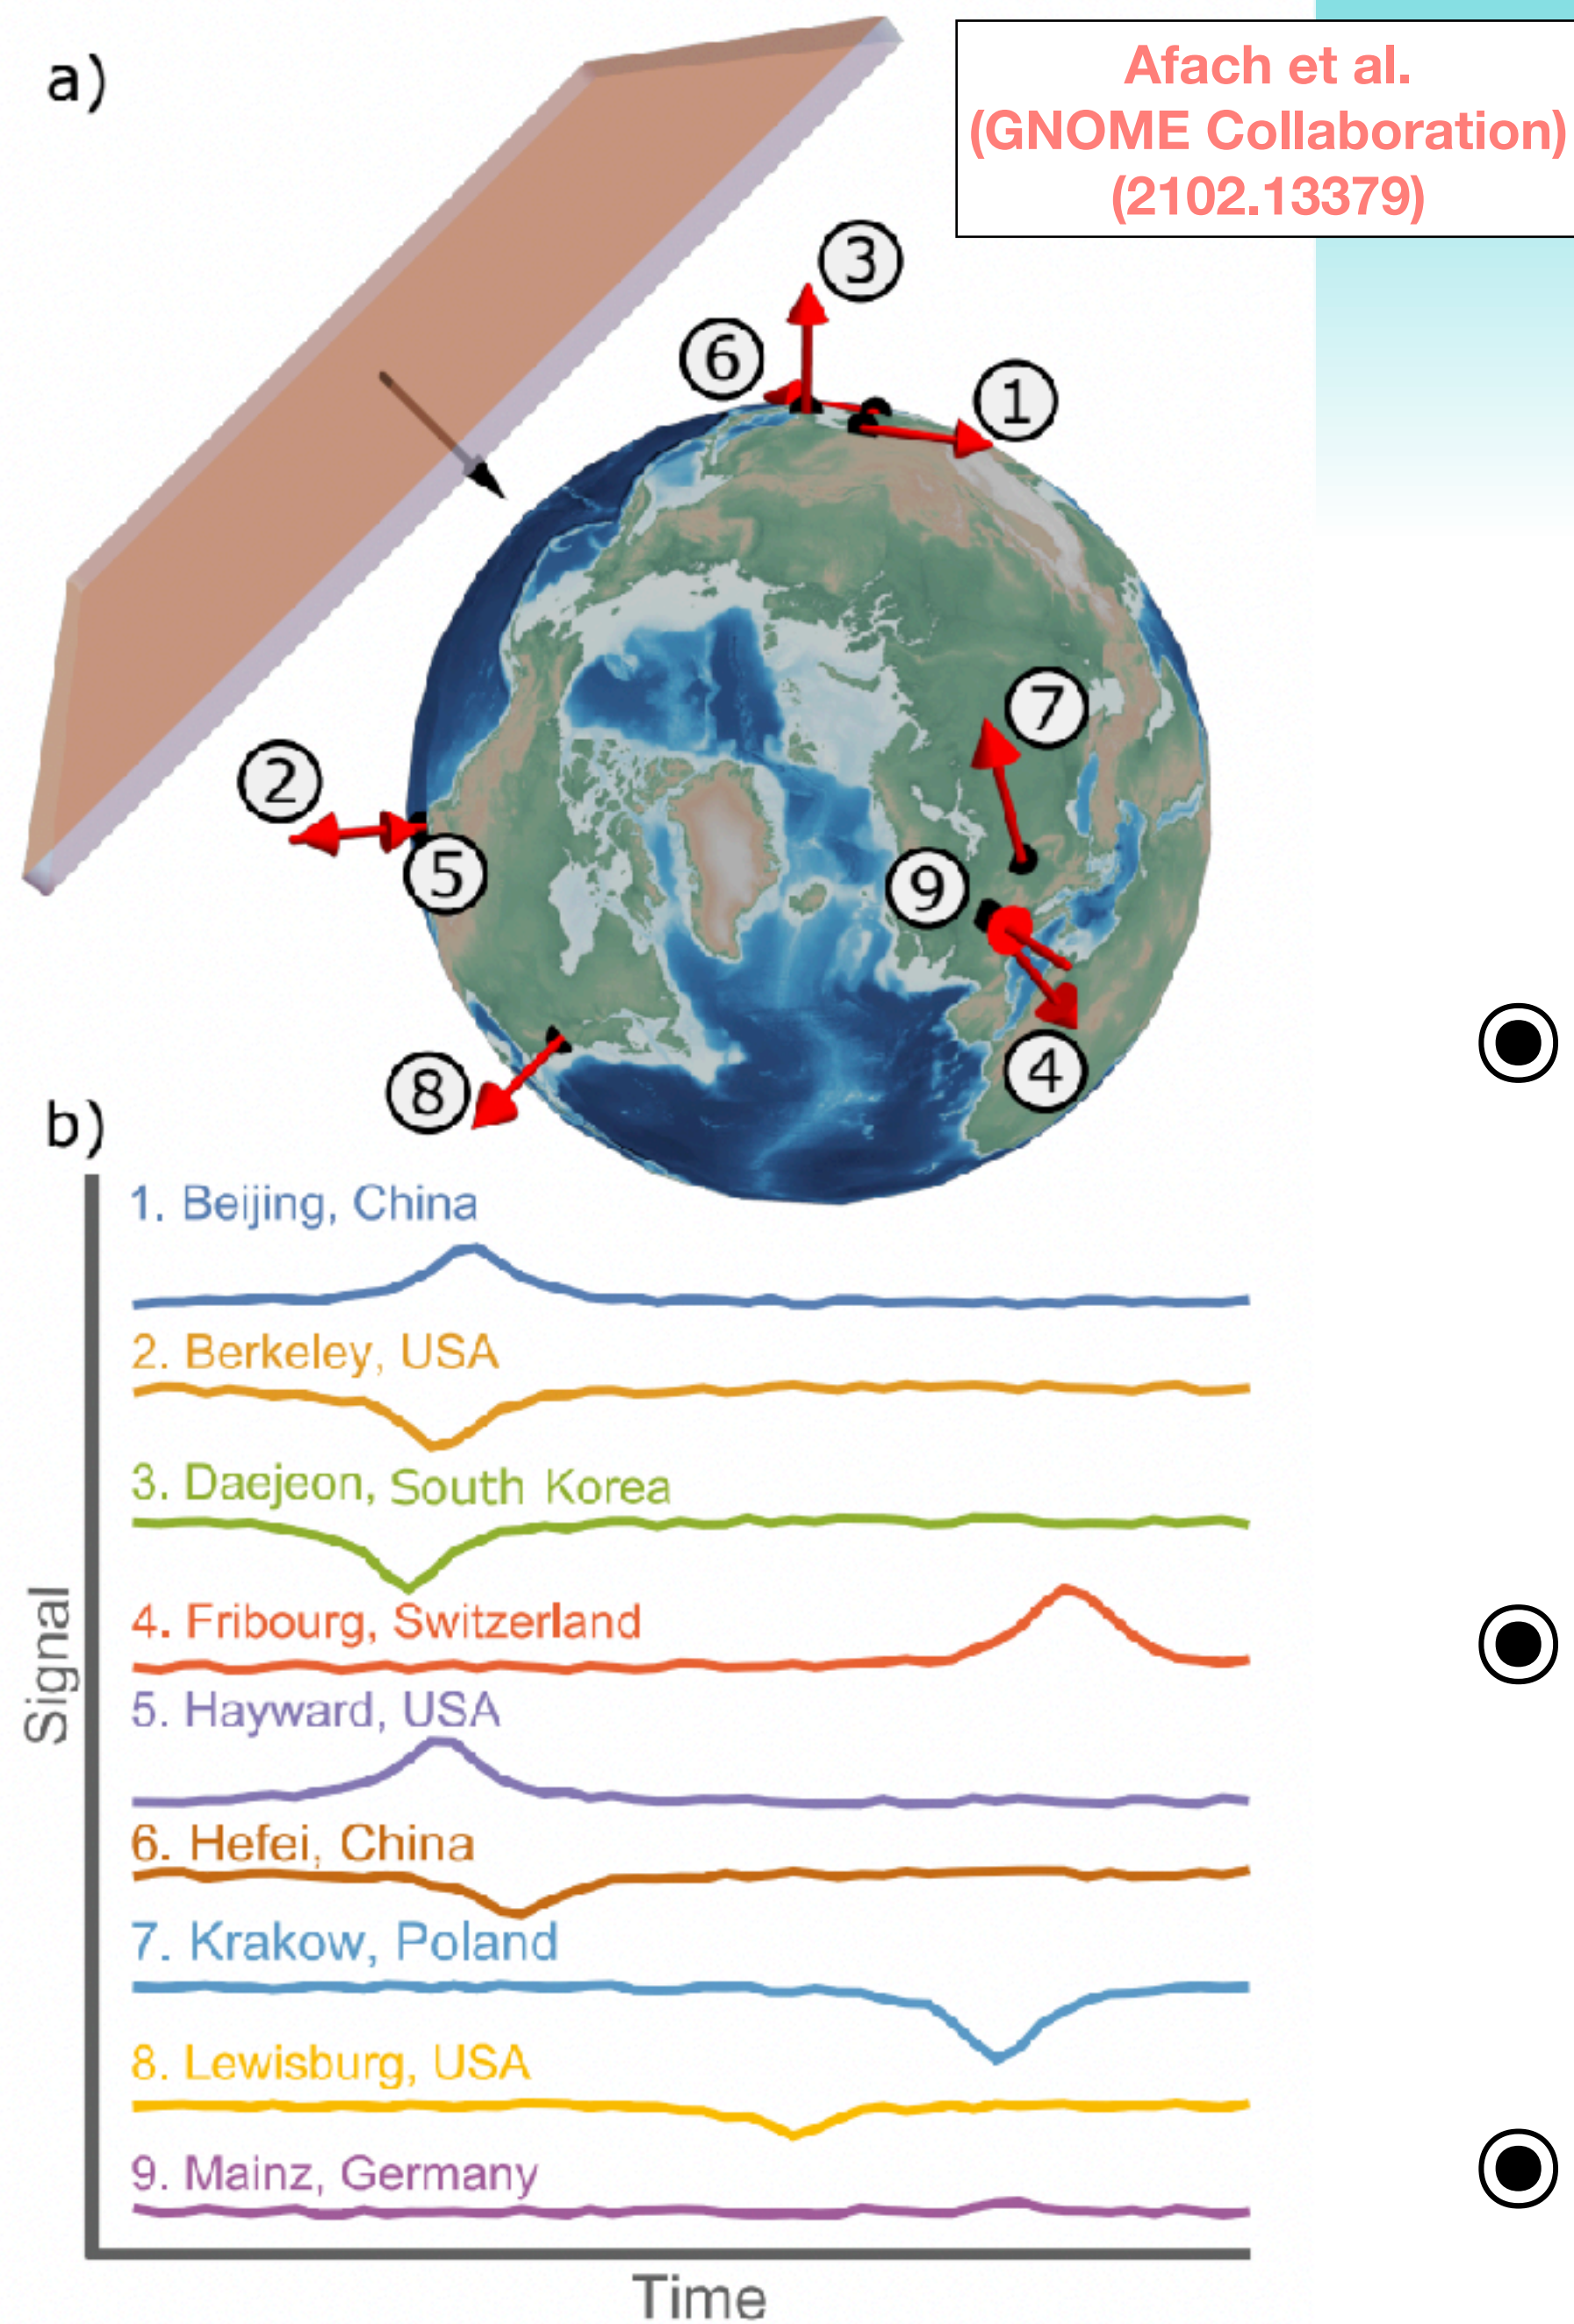 a)
Afach et al.
(GNOME Collaboration)
(2102.13379)
3
6
1
7
2
5
9
4
8
b)
1. Beijing, China
2. Berkeley, USA
3. Daejeon, South Korea
4. Fribourg, Switzerland
5. Hayward, USA
6. Hefei, China
7. Krakow, Poland
8. Lewisburg, USA
9. Mainz, Germany
Signal
Time